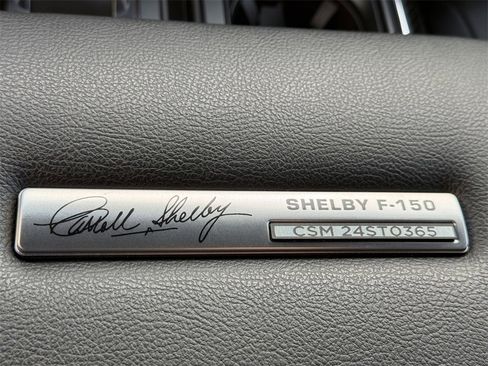 Carroll Shelby
SHELBY F-150
CSM 24ST0365